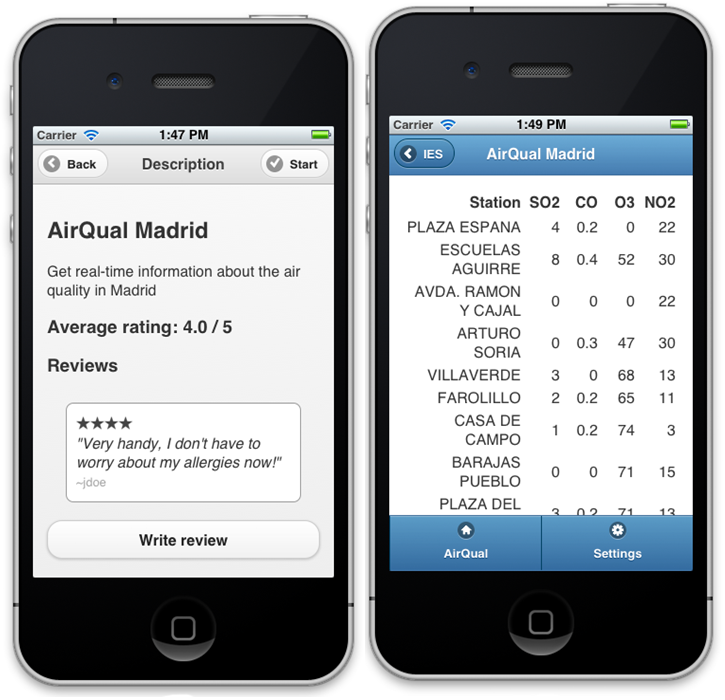 Carrier 1:47 PM
Back Description Start
AirQual Madrid
Get real-time information about the air
quality in Madrid
Average rating: 4.0 / 5
Reviews
★★★★
"Very handy, I don't have to
worry about my allergies now!"
~jdoe
Write review
Carrier 1:49 PM
IES AirQual Madrid
Station SO2 CO O3 NO2
PLAZA ESPANA 4 0.2 0 22
ESCUELAS
AGUIRRE 8 0.4 52 30
AVDA. RAMON
Y CAJAL 0 0 0 22
ARTURO
SORIA 0 0.3 47 30
VILLAVERDE 3 0 68 13
FAROLILLO 2 0.2 65 11
CASA DE
CAMPO 1 0.2 74 3
BARAJAS
PUEBLO 0 0 71 15
PLAZA DEL 3 0.2 71 13
AirQual Settings